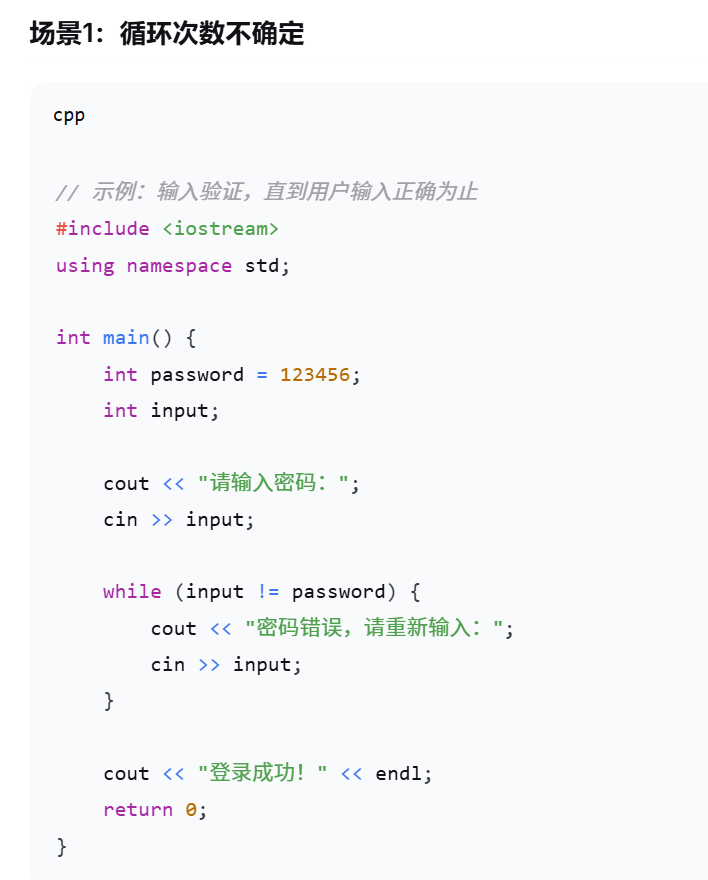 场景1：循环次数不确定
cpp
// 示例：输入验证，直到用户输入正确为止
#include <iostream>
using namespace std;
int main() {
    int password = 123456;
    int input;
    cout << "请输入密码：";
    cin >> input;
    while (input != password) {
        cout << "密码错误，请重新输入：";
        cin >> input;
    }
    cout << "登录成功！" << endl;
    return 0;
}